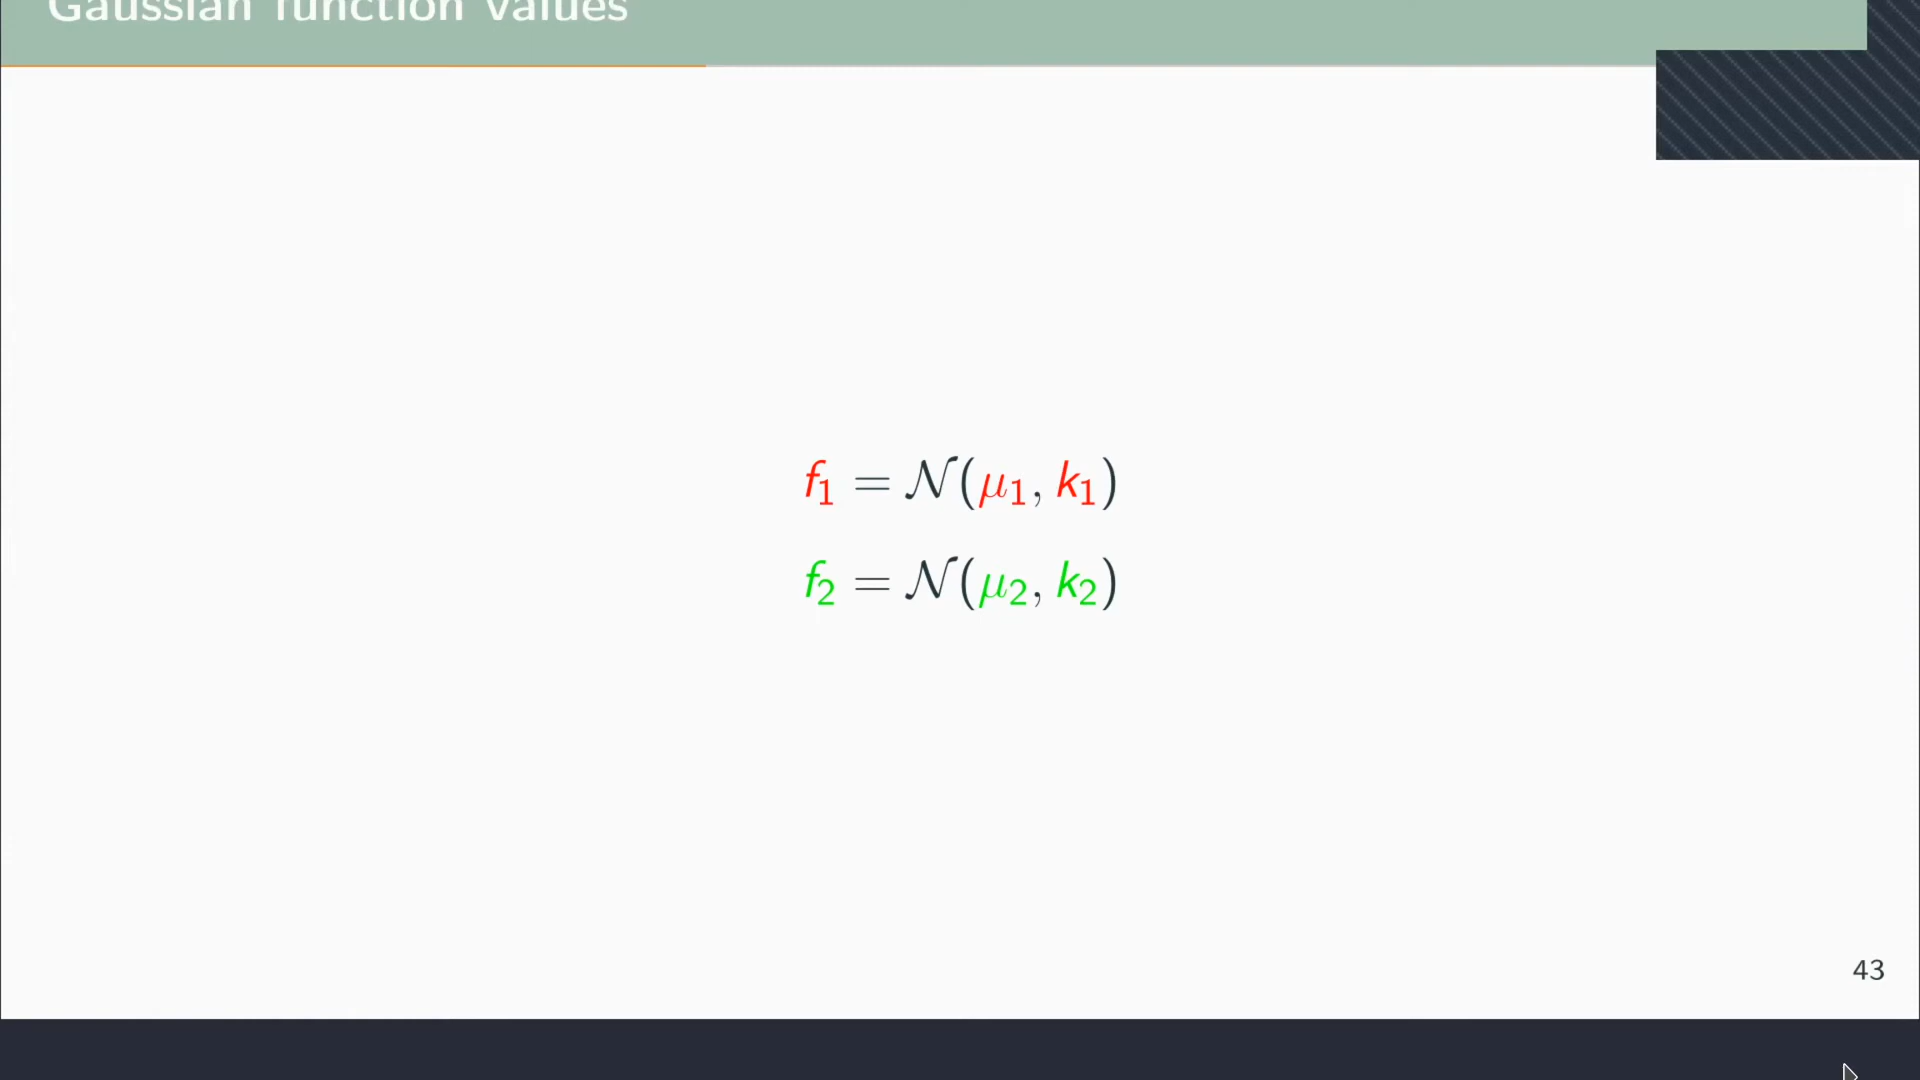 Gaussian function values
f₁ = 𝒩(μ₁, k₁)
f₂ = 𝒩(μ₂, k₂)
43